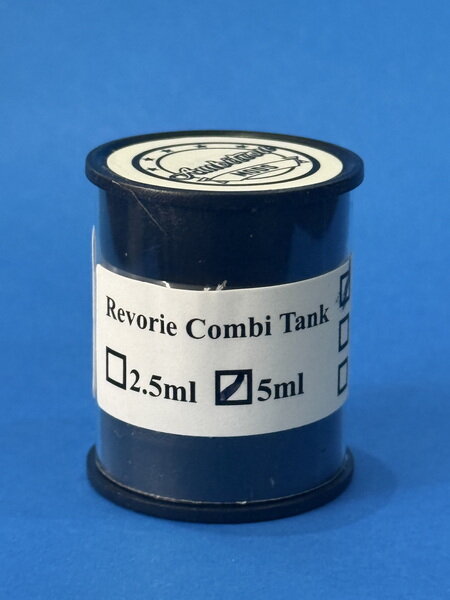 Revorie Combi Tank
☐2.5ml ☑5ml